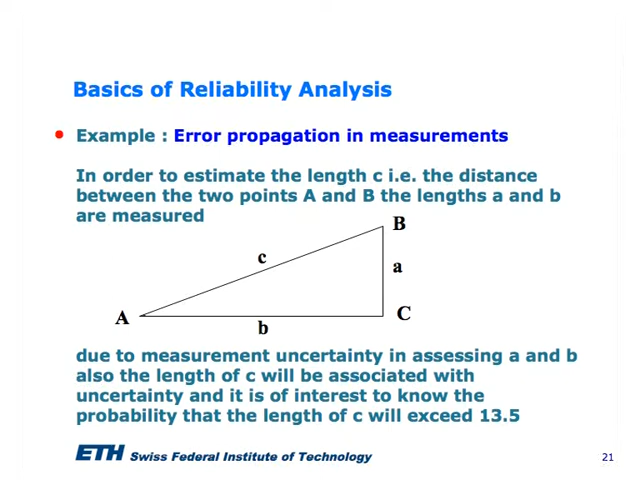 Basics of Reliability Analysis
• Example : Error propagation in measurements
In order to estimate the length c i.e. the distance
between the two points A and B the lengths a and b
are measured
B
c
a
A
C
b
due to measurement uncertainty in assessing a and b
also the length of c will be associated with
uncertainty and it is of interest to know the
probability that the length of c will exceed 13.5
ETH Swiss Federal Institute of Technology
21